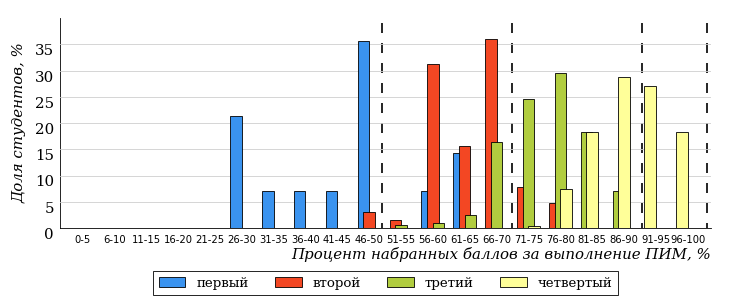 Доля студентов, %
35
30
25
20
15
10
5
0
0-5 6-10 11-15 16-20 21-25 26-30 31-35 36-40 41-45 46-50 51-55 56-60 61-65 66-70 71-75 76-80 81-85 86-90 91-95 96-100
Процент набранных баллов за выполнение ПИМ, %
первый второй третий четвертый